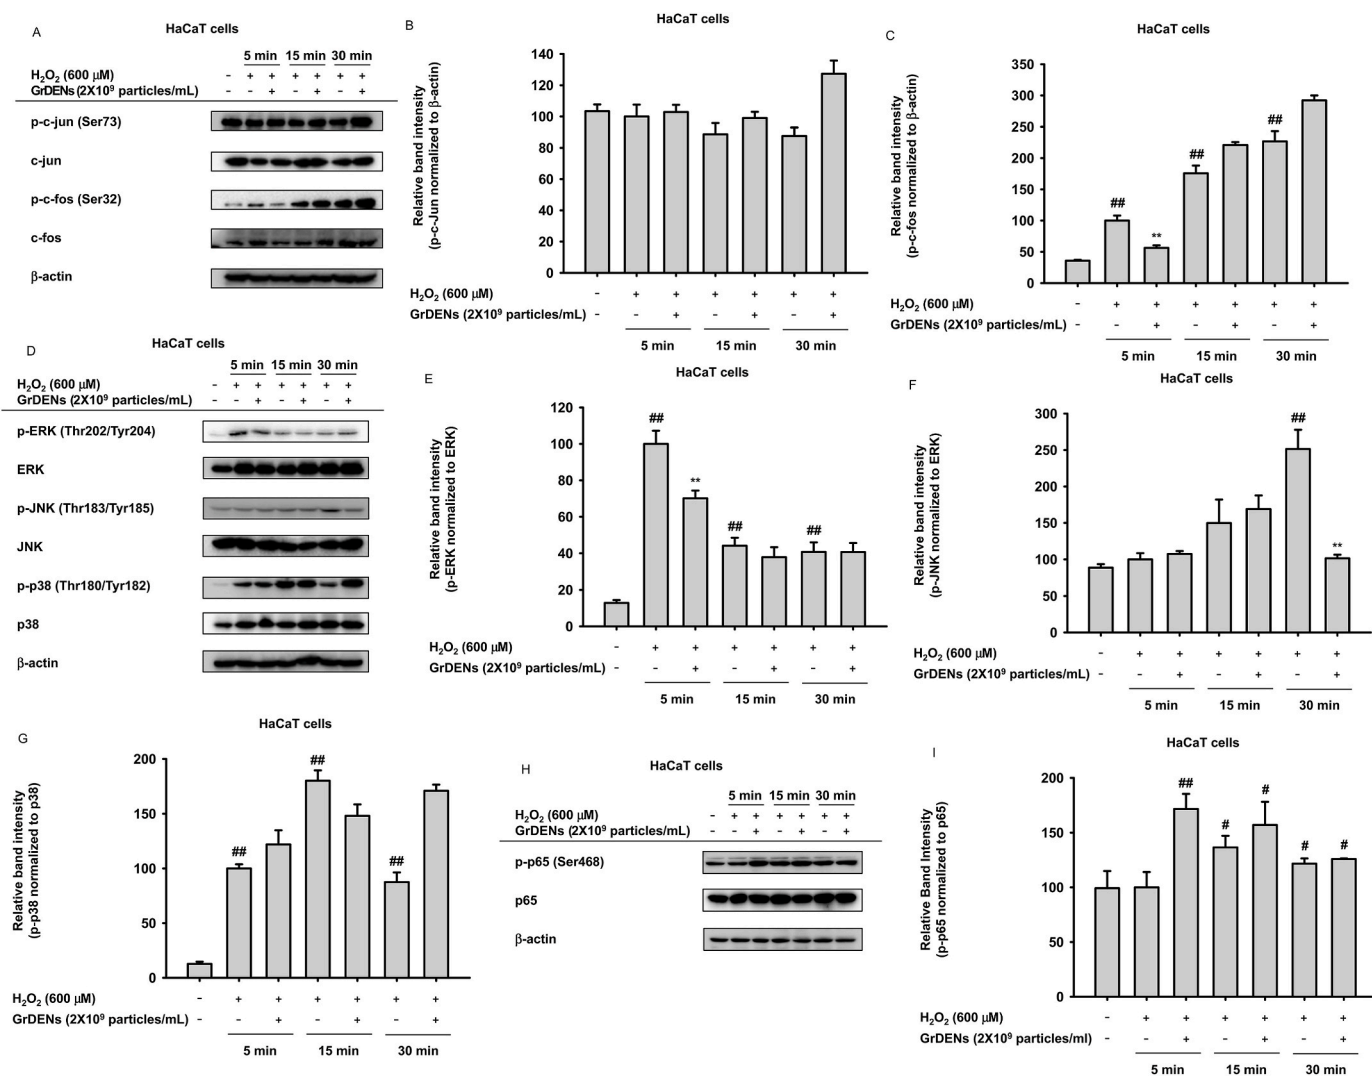 A
HaCaT cells
5 min 15 min 30 min
H₂O₂ (600 μM) - + + + + + +
GrDENs (2X10⁹ particles/mL) - - + - + - +
p-c-jun (Ser73)
c-jun
p-c-fos (Ser32)
c-fos
β-actin
B
HaCaT cells
Relative band intensity
(p-c-Jun normalized to β-actin)
140
120
100
80
60
40
20
0
H₂O₂ (600 μM) - + + + + + +
GrDENs (2X10⁹ particles/mL) - - + - + - +
5 min 15 min 30 min
C
HaCaT cells
Relative band intensity
(p-c-fos normalized to β-actin)
350
300
250
200
150
100
50
0
## ** ## ##
H₂O₂ (600 μM) - + + + + + +
GrDENs (2X10⁹ particles/mL) - - + - + - +
5 min 15 min 30 min
D
HaCaT cells
5 min 15 min 30 min
H₂O₂ (600 μM) - + + + + + +
GrDENs (2X10⁹ particles/mL) - - + - + - +
p-ERK (Thr202/Tyr204)
ERK
p-JNK (Thr183/Tyr185)
JNK
p-p38 (Thr180/Tyr182)
p38
β-actin
E
HaCaT cells
Relative band intensity
(p-ERK normalized to ERK)
120
100
80
60
40
20
0
## ** ## ##
H₂O₂ (600 μM) - + + + + + +
GrDENs (2X10⁹ particles/mL) - - + - + - +
5 min 15 min 30 min
F
HaCaT cells
Relative band intensity
(p-JNK normalized to ERK)
300
250
200
150
100
50
0
## **
H₂O₂ (600 μM) - + + + + + +
GrDENs (2X10⁹ particles/mL) - - + - + - +
5 min 15 min 30 min
G
HaCaT cells
Relative band intensity
(p-p38 normalized to p38)
200
150
100
50
0
## ## ##
H₂O₂ (600 μM) - + + + + + +
GrDENs (2X10⁹ particles/mL) - - + - + - +
5 min 15 min 30 min
H
HaCaT cells
5 min 15 min 30 min
H₂O₂ (600 μM) - + + + + + +
GrDENs (2X10⁹ particles/mL) - - + - + - +
p-p65 (Ser468)
p65
β-actin
I
HaCaT cells
Relative Band Intensity
(p-p65 normalized to p65)
200
150
100
50
0
## # # # #
H₂O₂ (600 μM) - + + + + + +
GrDENs (2X10⁹ particles/ml) - - + - + - +
5 min 15 min 30 min